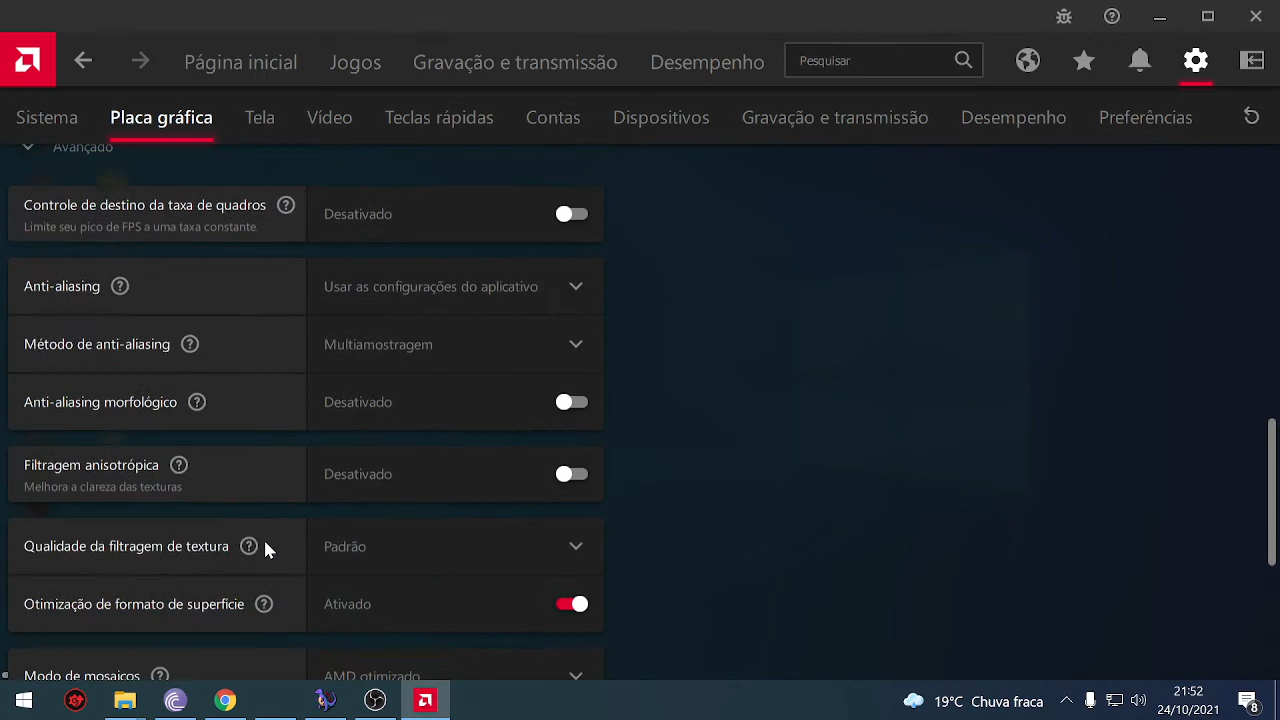 Página inicial
Jogos
Gravação e transmissão
Desempenho
Pesquisar
Sistema
Placa gráfica
Tela
Vídeo
Teclas rápidas
Contas
Dispositivos
Gravação e transmissão
Desempenho
Preferências
Avançado
Controle de destino da taxa de quadros
Limite seu pico de FPS a uma taxa constante.
Desativado
Anti-aliasing
Usar as configurações do aplicativo
Método de anti-aliasing
Multiamostragem
Anti-aliasing morfológico
Desativado
Filtragem anisotrópica
Melhora a clareza das texturas
Desativado
Qualidade da filtragem de textura
Padrão
Otimização de formato de superfície
Ativado
Modo de mosaicos
AMD otimizado
19°C Chuva fraca
21:52
24/10/2021
8